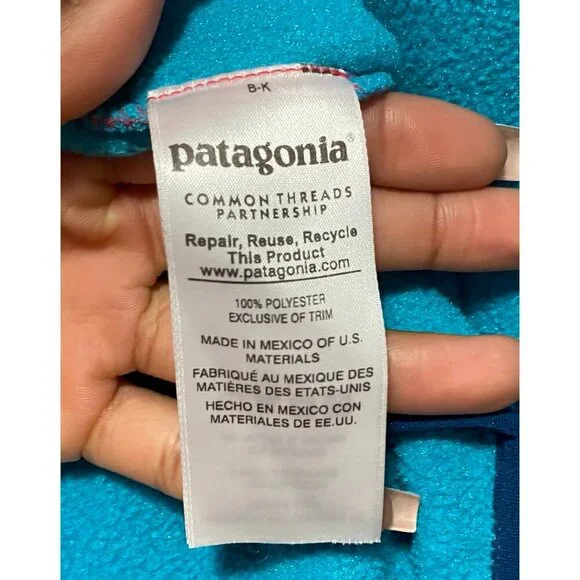 B-K
patagonia®
COMMON THREADS
PARTNERSHIP
Repair, Reuse, Recycle
This Product
www.patagonia.com
100% POLYESTER
EXCLUSIVE OF TRIM
MADE IN MEXICO OF U.S.
MATERIALS
FABRIQUÉ AU MEXIQUE DES
MATIÈRES DES ETATS-UNIS
HECHO EN MEXICO CON
MATERIALES DE EE.UU.